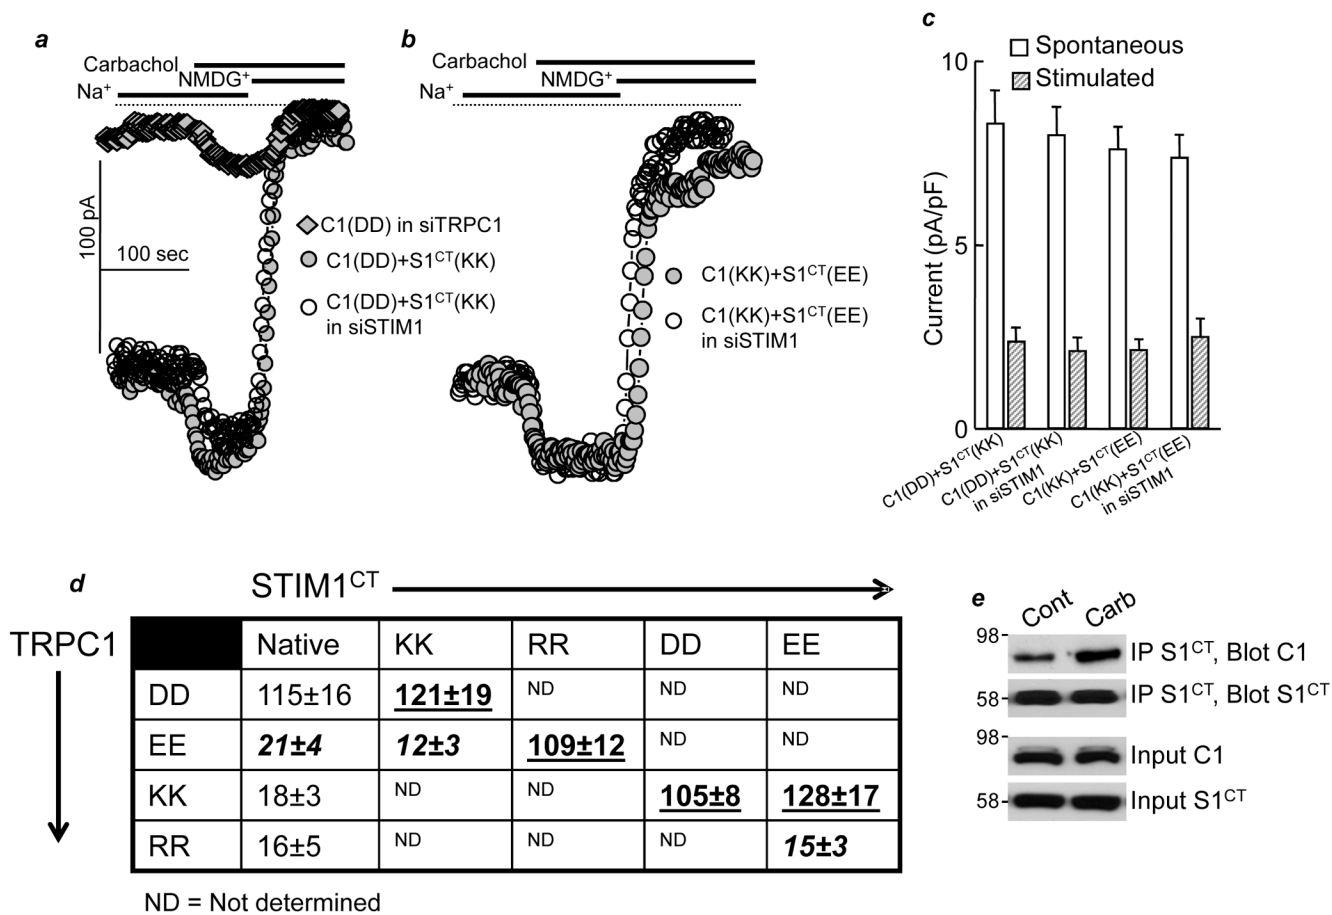 a
Carbachol
NMDG⁺
Na⁺
100 pA
100 sec
C1(DD) in siTRPC1
C1(DD)+S1ᶜᵀ(KK)
C1(DD)+S1ᶜᵀ(KK)
in siSTIM1
b
Carbachol
NMDG⁺
Na⁺
C1(KK)+S1ᶜᵀ(EE)
C1(KK)+S1ᶜᵀ(EE)
in siSTIM1
c
Spontaneous
Stimulated
Current (pA/pF)
10
5
0
C1(DD)+S1ᶜᵀ(KK)
C1(DD)+S1ᶜᵀ(KK)
in siSTIM1
C1(KK)+S1ᶜᵀ(EE)
C1(KK)+S1ᶜᵀ(EE)
in siSTIM1
d
STIM1ᶜᵀ
TRPC1
Native KK RR DD EE
DD 115±16 121±19 ND ND ND
EE 21±4 12±3 109±12 ND ND
KK 18±3 ND ND 105±8 128±17
RR 16±5 ND ND ND 15±3
ND = Not determined
e
Cont Carb
98 IP S1ᶜᵀ, Blot C1
58 IP S1ᶜᵀ, Blot S1ᶜᵀ
98 Input C1
58 Input S1ᶜᵀ